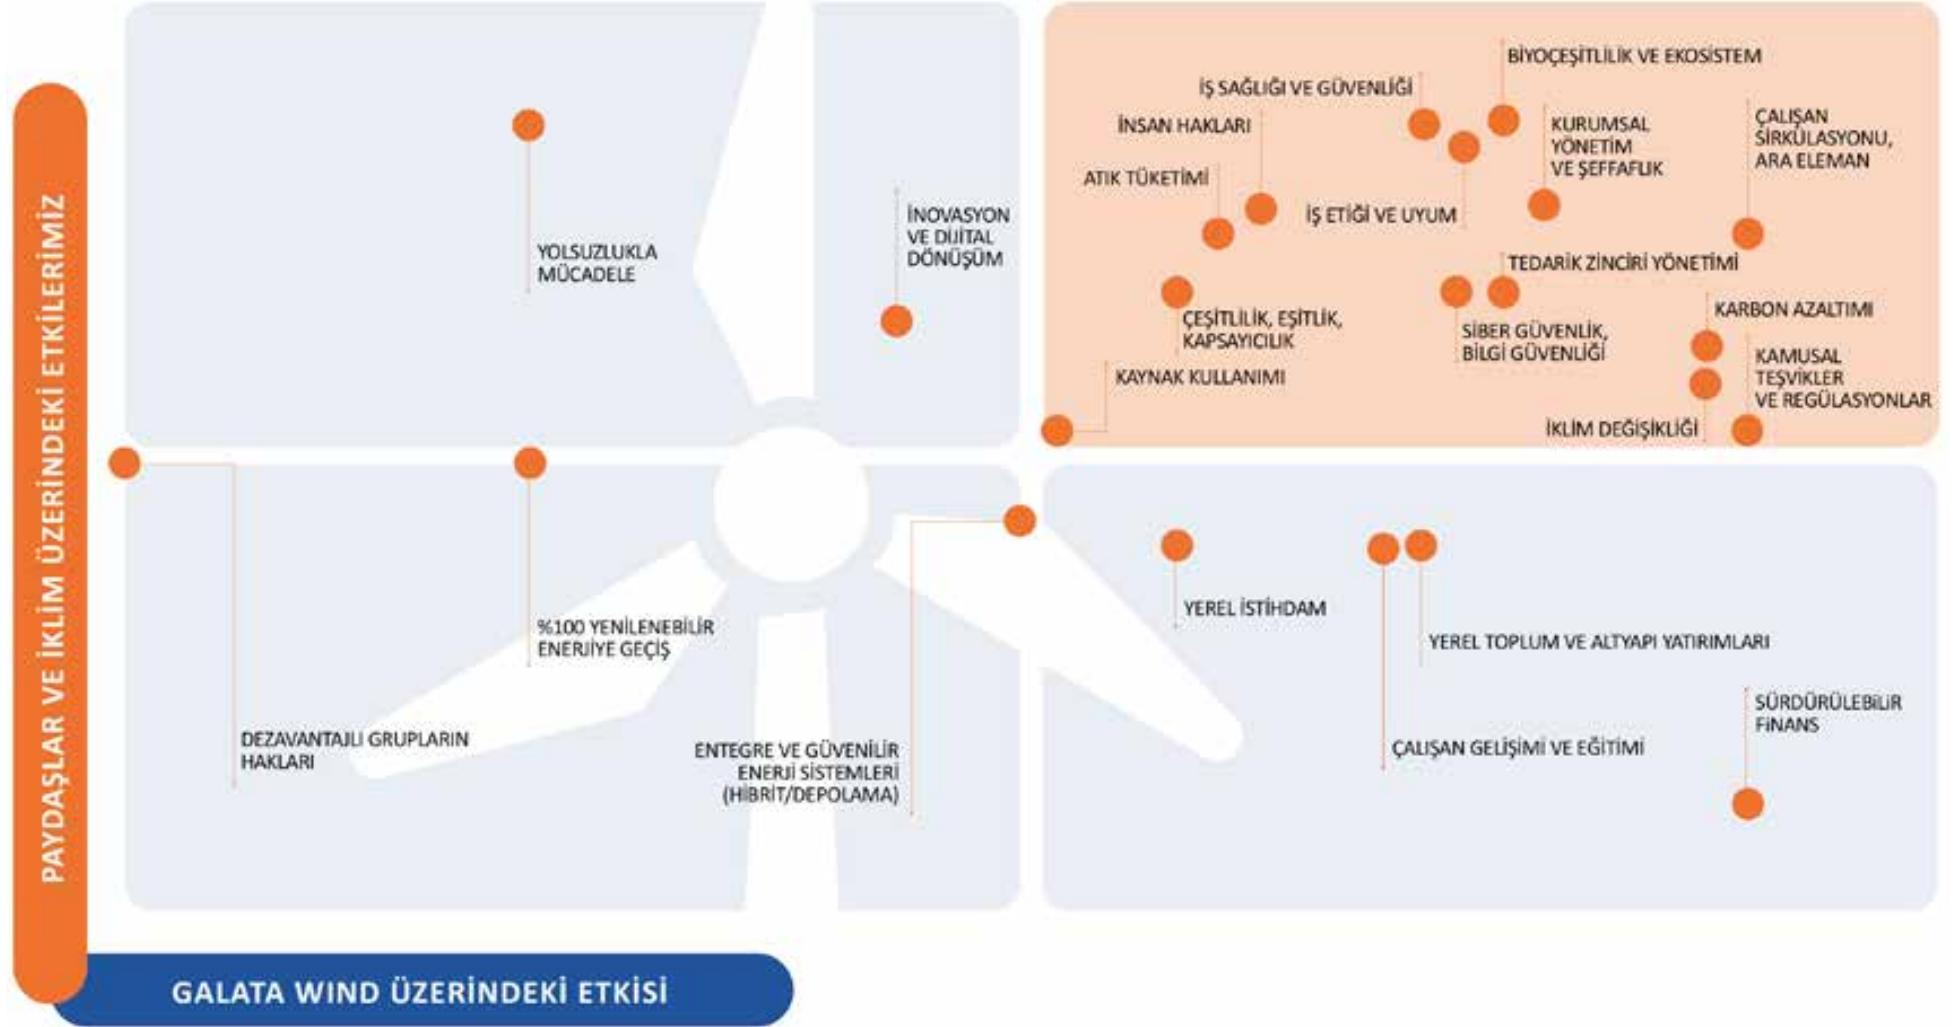 PAYDAŞLAR VE İKLİM ÜZERİNDEKİ ETKİLERİMİZ
YOLSUZLUKLA
MÜCADELE
İNOVASYON
VE DİJİTAL
DÖNÜŞÜM
BİYOÇEŞİTLİLİK VE EKOSİSTEM
İŞ SAĞLIĞI VE GÜVENLİĞİ
İNSAN HAKLARI
KURUMSAL
YÖNETİM
VE ŞEFFAFLIK
ÇALIŞAN
SİRKÜLASYONU,
ARA ELEMAN
ATIK TÜKETİMİ
İŞ ETİĞİ VE UYUM
TEDARİK ZİNCİRİ YÖNETİMİ
ÇEŞİTLİLİK, EŞİTLİK,
KAPSAYICILIK
SİBER GÜVENLİK,
BİLGİ GÜVENLİĞİ
KARBON AZALTIMI
KAYNAK KULLANIMI
KAMUSAL
TEŞVİKLER
VE REGÜLASYONLAR
İKLİM DEĞİŞİKLİĞİ
DEZAVANTAJLI GRUPLARIN
HAKLARI
%100 YENİLENEBİLİR
ENERJİYE GEÇİŞ
ENTEGRE VE GÜVENİLİR
ENERJİ SİSTEMLERİ
(HİBRİT/DEPOLAMA)
YEREL İSTİHDAM
YEREL TOPLUM VE ALTYAPI YATIRIMLARI
ÇALIŞAN GELİŞİMİ VE EĞİTİMİ
SÜRDÜRÜLEBİLİR
FİNANS
GALATA WIND ÜZERİNDEKİ ETKİSİ